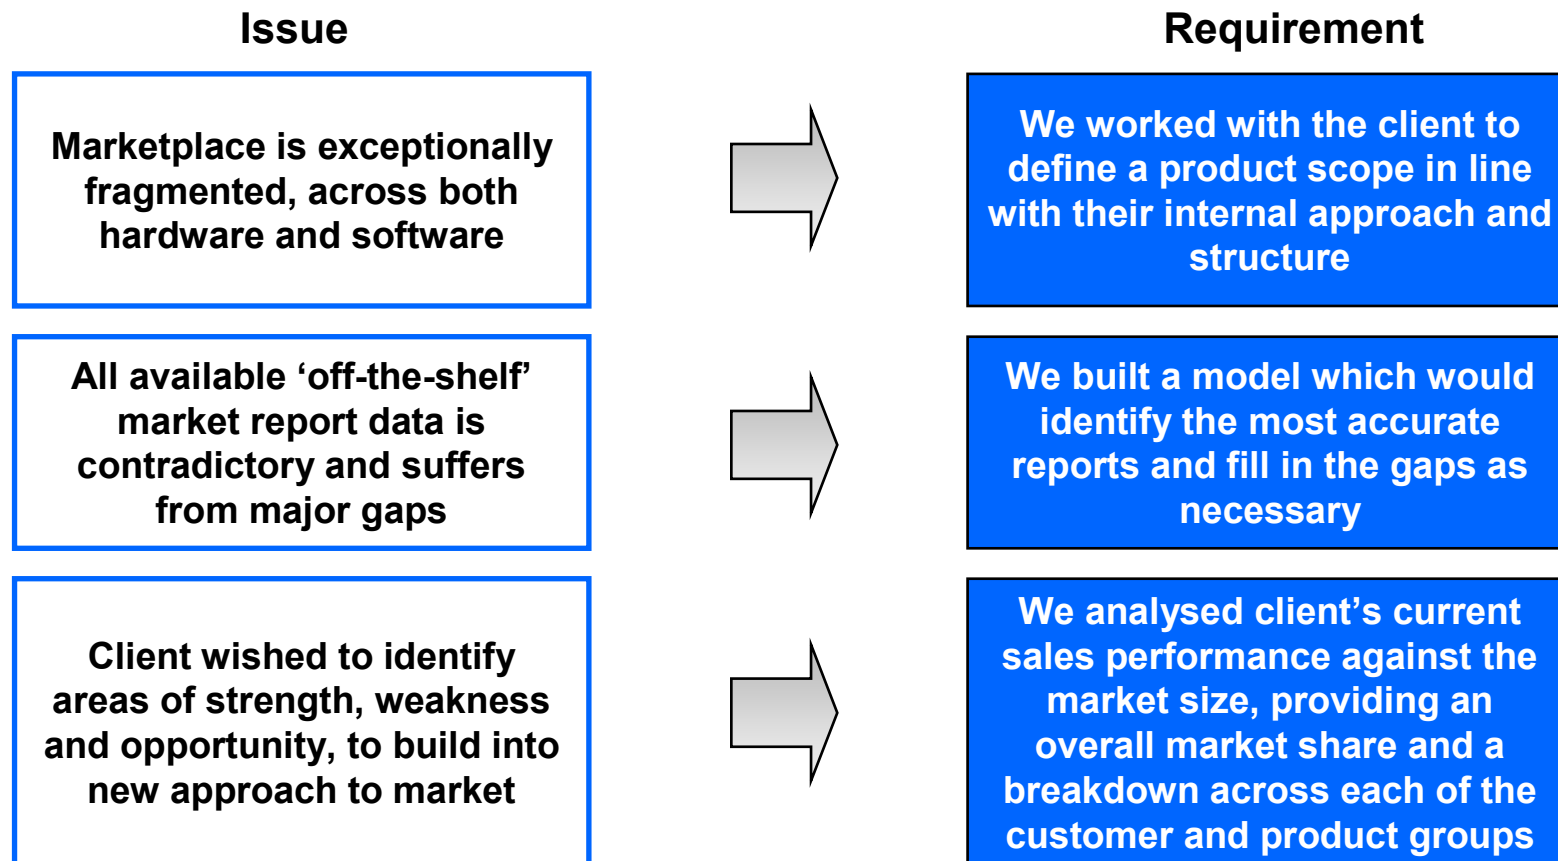 Issue
Requirement
Marketplace is exceptionally
fragmented, across both
hardware and software
We worked with the client to
define a product scope in line
with their internal approach and
structure
All available ‘off-the-shelf’
market report data is
contradictory and suffers
from major gaps
We built a model which would
identify the most accurate
reports and fill in the gaps as
necessary
Client wished to identify
areas of strength, weakness
and opportunity, to build into
new approach to market
We analysed client’s current
sales performance against the
market size, providing an
overall market share and a
breakdown across each of the
customer and product groups